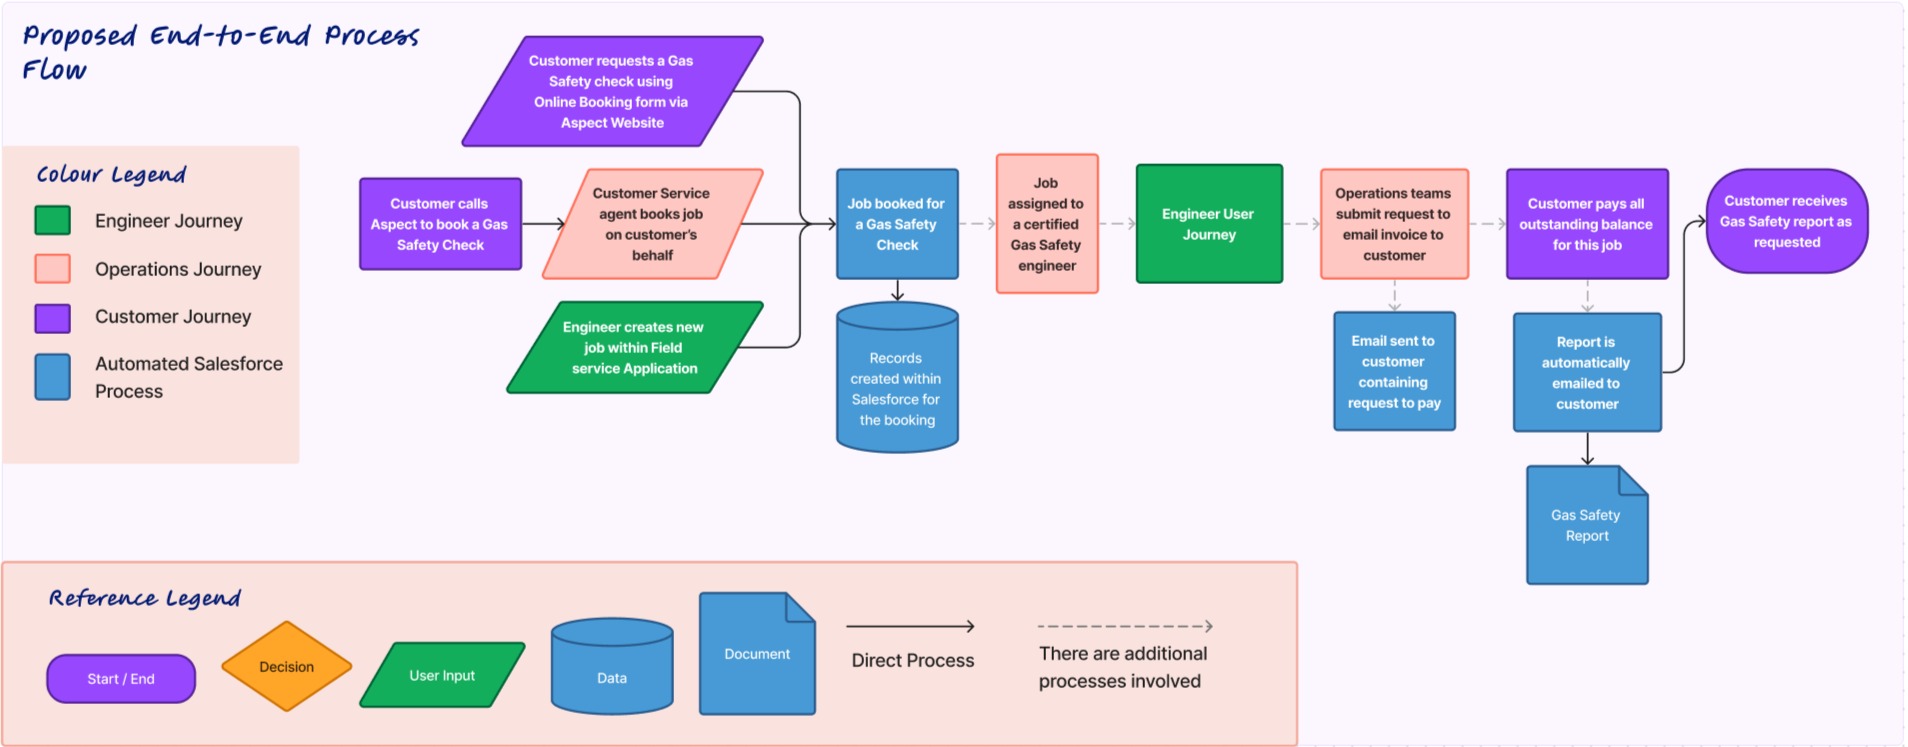 Proposed End-to-End Process
Flow
Colour Legend
Engineer Journey
Operations Journey
Customer Journey
Automated Salesforce
Process
Customer requests a Gas
Safety check using
Online Booking form via
Aspect Website
Customer calls
Aspect to book a Gas
Safety Check
Customer Service
agent books job
on customer's
behalf
Engineer creates new
job within Field
service Application
Job booked for
a Gas Safety
Check
Records
created within
Salesforce for
the booking
Job
assigned to
a certified
Gas Safety
engineer
Engineer User
Journey
Operations teams
submit request to
email invoice to
customer
Email sent to
customer
containing
request to pay
Customer pays all
outstanding balance
for this job
Report is
automatically
emailed to
customer
Gas Safety
Report
Customer receives
Gas Safety report as
requested
Reference Legend
Start / End
Decision
User Input
Data
Document
Direct Process
There are additional
processes involved